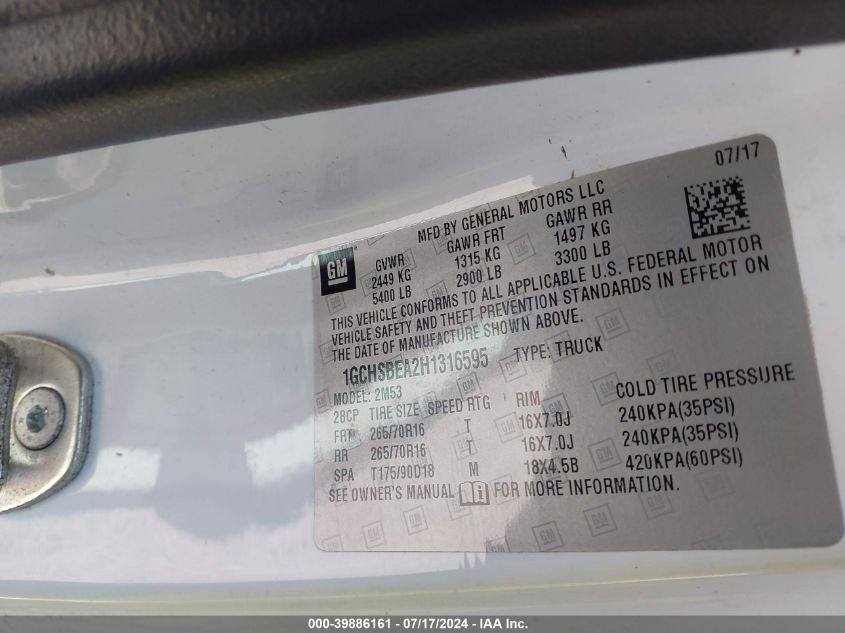 07/17
MFD BY GENERAL MOTORS LLC
GM
GVWR GAWR FRT GAWR RR
2449 KG 1315 KG 1497 KG
5400 LB 2900 LB 3300 LB
THIS VEHICLE CONFORMS TO ALL APPLICABLE U.S. FEDERAL MOTOR
VEHICLE SAFETY AND THEFT PREVENTION STANDARDS IN EFFECT ON
THE DATE OF MANUFACTURE SHOWN ABOVE.
1GCHSBEA2H1316595 TYPE: TRUCK
MODEL: 2M53
2BCP TIRE SIZE SPEED RTG RIM COLD TIRE PRESSURE
FRT 265/70R16 T 16X7.0J 240KPA(35PSI)
RR 265/70R16 T 16X7.0J 240KPA(35PSI)
SPA T175/90D18 M 18X4.5B 420KPA(60PSI)
SEE OWNER'S MANUAL FOR MORE INFORMATION.
000-39886161 - 07/17/2024 - IAA Inc.